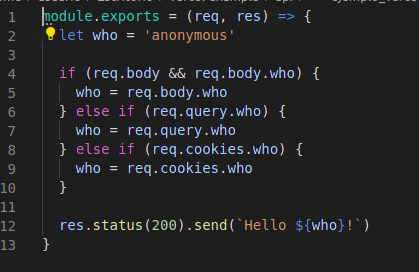 1 module.exports = (req, res) => {
2 let who = 'anonymous'
3
4 if (req.body && req.body.who) {
5 who = req.body.who
6 } else if (req.query.who) {
7 who = req.query.who
8 } else if (req.cookies.who) {
9 who = req.cookies.who
10 }
11
12 res.status(200).send(`Hello ${who}!`)
13 }